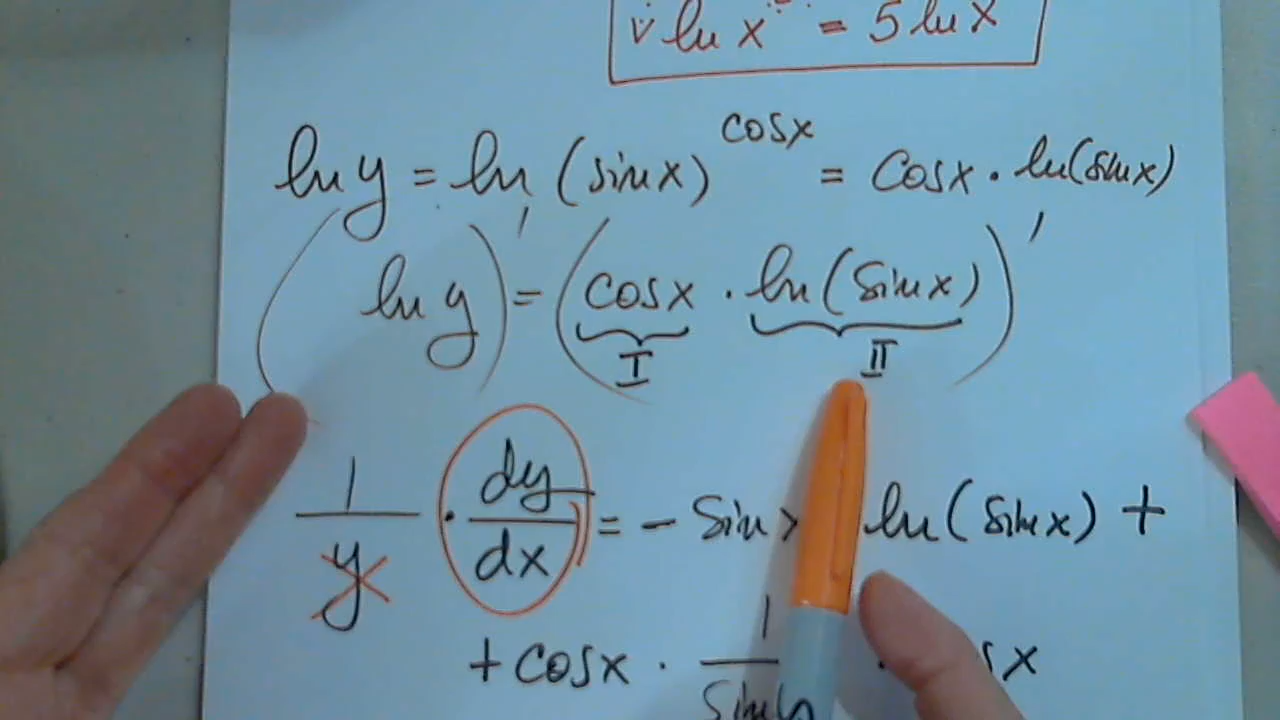 ln x = 5 ln x
ln y = ln (sin x)^cos x = cos x · ln(sin x)
(ln y)' = (cos x · ln(sin x))'
I II
1/y · dy/dx = - sin x ln(sin x) +
+ cos x · 1/sin x · x